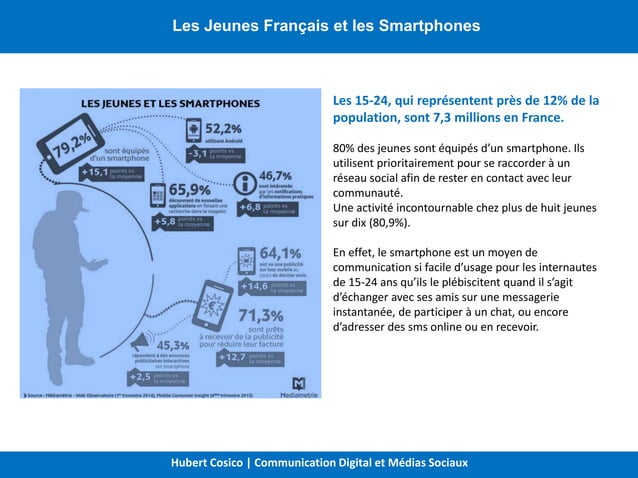 Les Jeunes Français et les Smartphones
LES JEUNES ET LES SMARTPHONES
79,2%
sont équipés
d'un smartphone
+15,1 points vs
la moyenne
52,2%
utilisent Android
-3,1 points vs
la moyenne
65,9%
découvrent de nouvelles
applications en faisant une
recherche dans le magasin
+5,8 points vs
la moyenne
46,7%
sont intéressés
par les notifications
d'informations pratiques
+6,8 points vs
la moyenne
64,1%
ont vu une publicité
sur leur mobile au
cours du dernier mois
+14,6 points vs
la moyenne
71,3%
sont prêts
à recevoir de la publicité
pour réduire leur facture
+12,7 points vs
la moyenne
45,3%
répondent à des annonces
publicitaires interactives
sur smartphone
+2,5 points vs
la moyenne
Source : Médiamétrie - Web Observatoire (1er trimestre 2014), Mobile Consumer Insight (4ème trimestre 2013)
Médiamétrie
Les 15-24, qui représentent près de 12% de la
population, sont 7,3 millions en France.
80% des jeunes sont équipés d'un smartphone. Ils
utilisent prioritairement pour se raccorder à un
réseau social afin de rester en contact avec leur
communauté.
Une activité incontournable chez plus de huit jeunes
sur dix (80,9%).
En effet, le smartphone est un moyen de
communication si facile d'usage pour les internautes
de 15-24 ans qu'ils le plébiscitent quand il s'agit
d'échanger avec ses amis sur une messagerie
instantanée, de participer à un chat, ou encore
d'adresser des sms online ou en recevoir.
Hubert Cosico | Communication Digital et Médias Sociaux